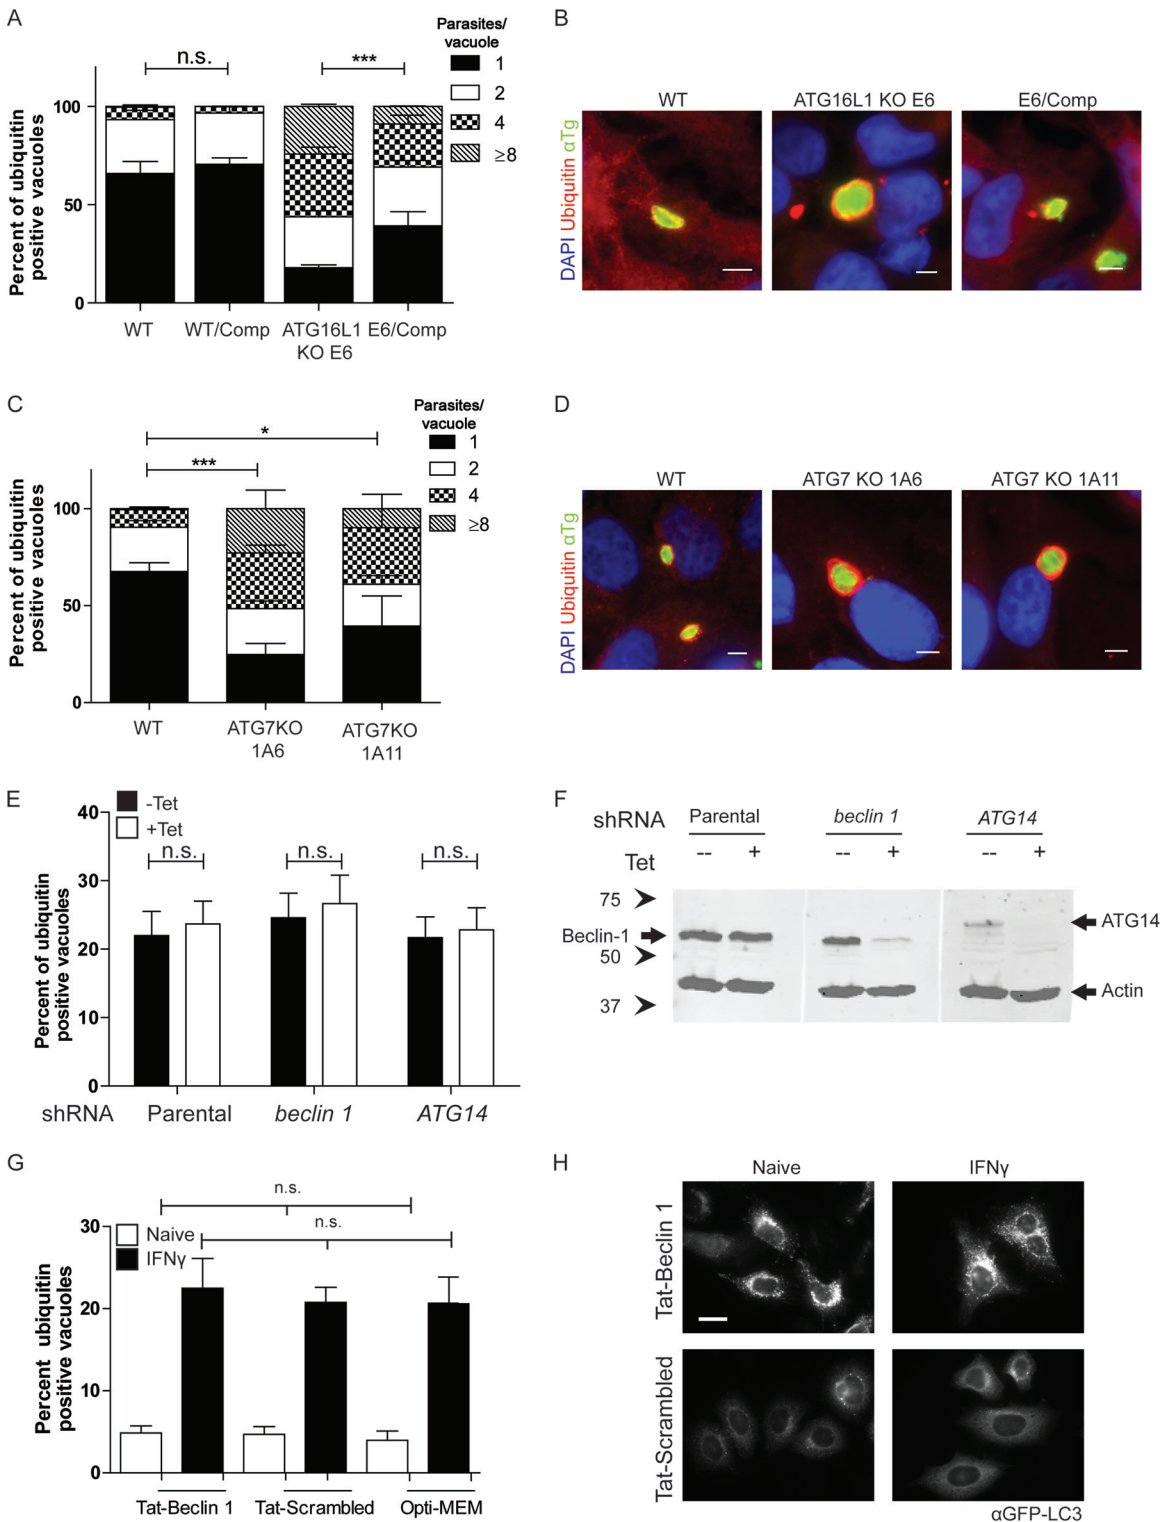 A
Parasites/
vacuole
1
2
4
≥8
n.s.
***
100
50
0
Percent of ubiquitin
positive vacuoles
WT
WT/Comp
ATG16L1
KO E6
E6/Comp
B
WT
ATG16L1 KO E6
E6/Comp
DAPI Ubiquitin αTg
C
Parasites/
vacuole
1
2
4
≥8
*
***
100
50
0
Percent of ubiquitin
positive vacuoles
WT
ATG7KO
1A6
ATG7KO
1A11
D
WT
ATG7 KO 1A6
ATG7 KO 1A11
DAPI Ubiquitin αTg
E
-Tet
+Tet
n.s.
n.s.
n.s.
40
30
20
10
0
Percent of ubiquitin
positive vacuoles
shRNA
Parental
beclin 1
ATG14
F
shRNA
Parental
beclin 1
ATG14
Tet
--
+
--
+
--
+
75
Beclin-1
50
37
ATG14
Actin
G
n.s.
n.s.
Naive
IFNγ
30
20
10
0
Percent ubiquitin
positive vacuoles
Tat-Beclin 1
Tat-Scrambled
Opti-MEM
H
Naive
IFNγ
Tat-Beclin 1
Tat-Scrambled
αGFP-LC3